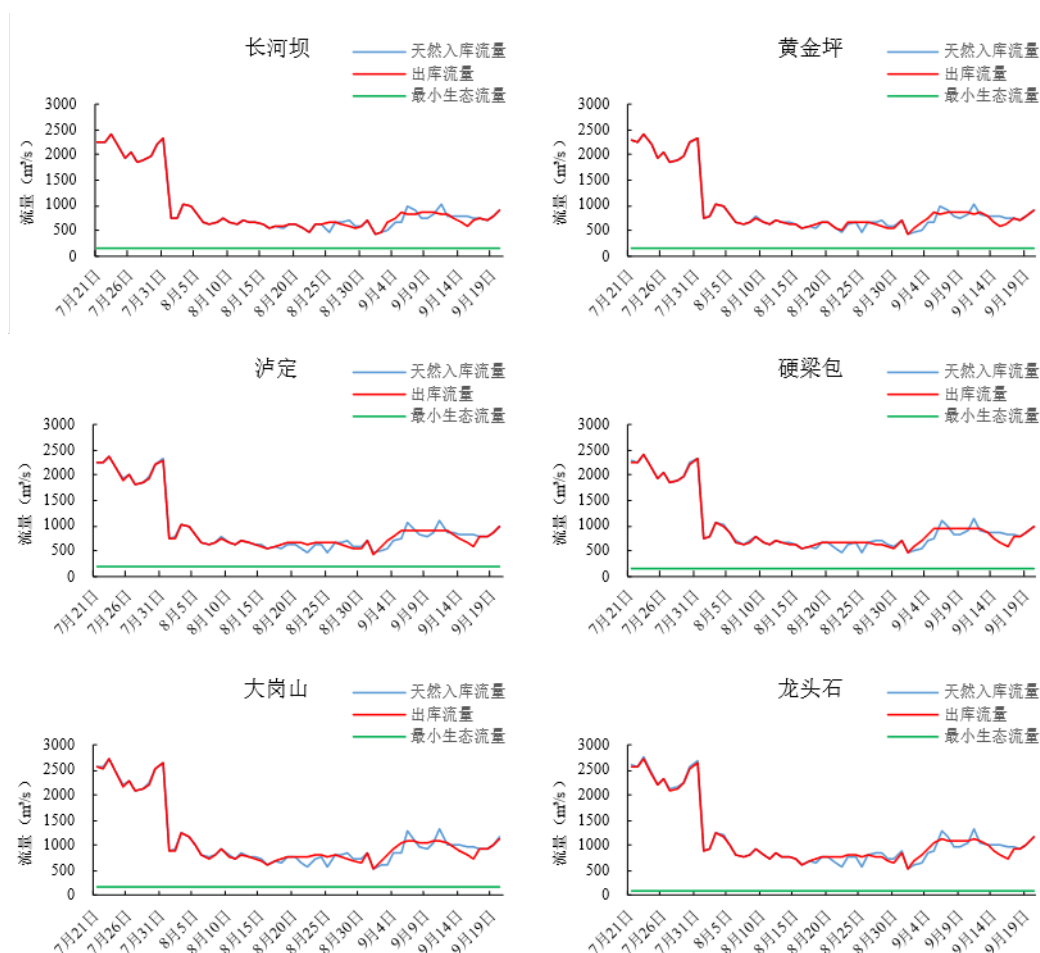 长河坝
天然入库流量
出库流量
最小生态流量
流量（m³/s）
3000
2500
2000
1500
1000
500
0
7月21日
7月26日
7月31日
8月5日
8月10日
8月15日
8月20日
8月25日
8月30日
9月4日
9月9日
9月14日
9月19日
黄金坪
天然入库流量
出库流量
最小生态流量
流量（m³/s）
3000
2500
2000
1500
1000
500
0
7月21日
7月26日
7月31日
8月5日
8月10日
8月15日
8月20日
8月25日
8月30日
9月4日
9月9日
9月14日
9月19日
泸定
天然入库流量
出库流量
最小生态流量
流量（m³/s）
3000
2500
2000
1500
1000
500
0
7月21日
7月26日
7月31日
8月5日
8月10日
8月15日
8月20日
8月25日
8月30日
9月4日
9月9日
9月14日
9月19日
硬梁包
天然入库流量
出库流量
最小生态流量
流量（m³/s）
3000
2500
2000
1500
1000
500
0
7月21日
7月26日
7月31日
8月5日
8月10日
8月15日
8月20日
8月25日
8月30日
9月4日
9月9日
9月14日
9月19日
大岗山
天然入库流量
出库流量
最小生态流量
流量（m³/s）
3000
2500
2000
1500
1000
500
0
7月21日
7月26日
7月31日
8月5日
8月10日
8月15日
8月20日
8月25日
8月30日
9月4日
9月9日
9月14日
9月19日
龙头石
天然入库流量
出库流量
最小生态流量
流量（m³/s）
3000
2500
2000
1500
1000
500
0
7月21日
7月26日
7月31日
8月5日
8月10日
8月15日
8月20日
8月25日
8月30日
9月4日
9月9日
9月14日
9月19日